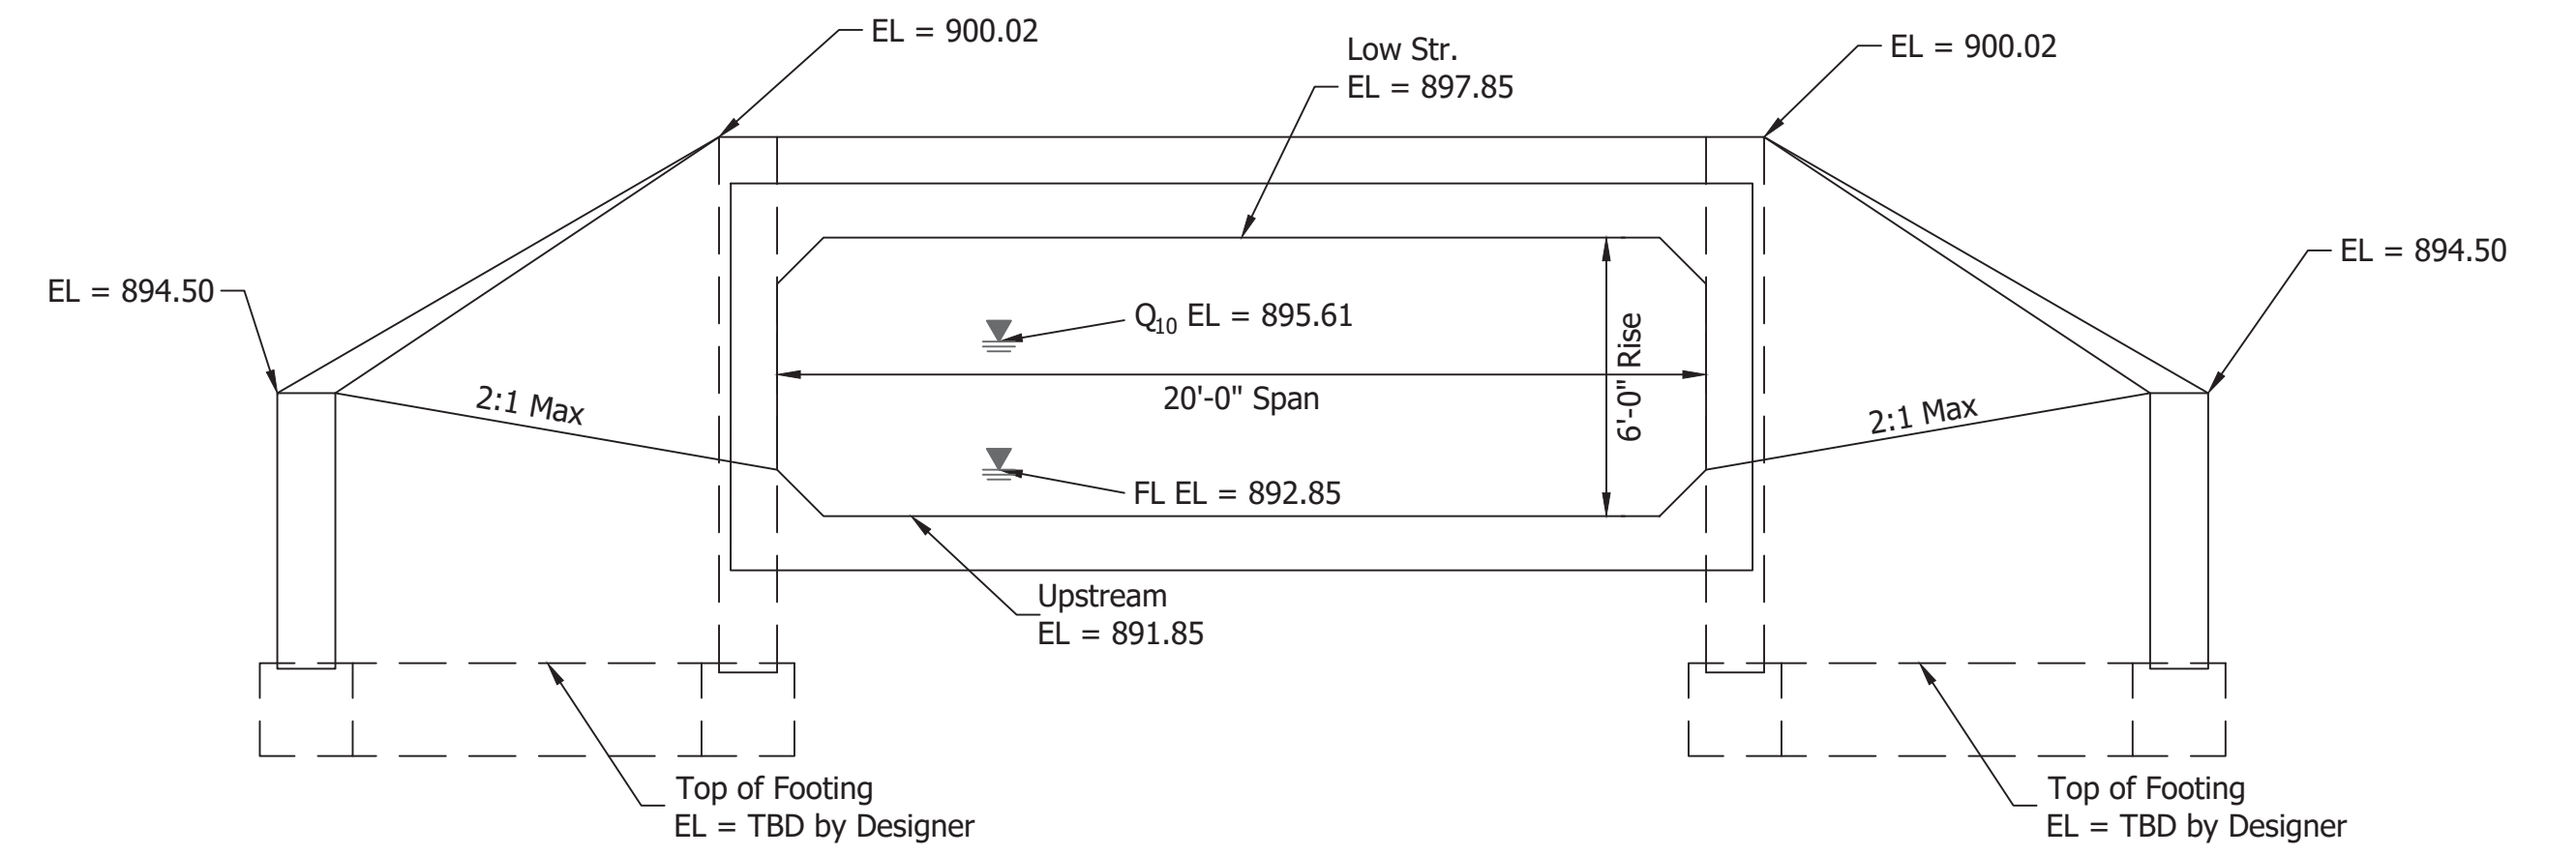 EL = 900.02
Low Str.
EL = 897.85
EL = 900.02
EL = 894.50
EL = 894.50
Q10 EL = 895.61
2:1 Max
20'-0" Span
6'-0" Rise
2:1 Max
FL EL = 892.85
Upstream
EL = 891.85
Top of Footing
EL = TBD by Designer
Top of Footing
EL = TBD by Designer